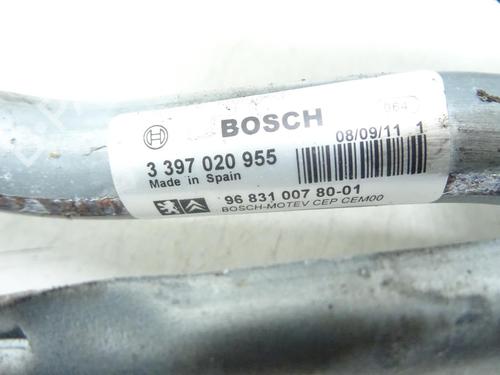 BOSCH
064
08/09/11 1
3 397 020 955
Made in Spain
96 831 007 80-01
BOSCH-MOTEV CEP CEM00